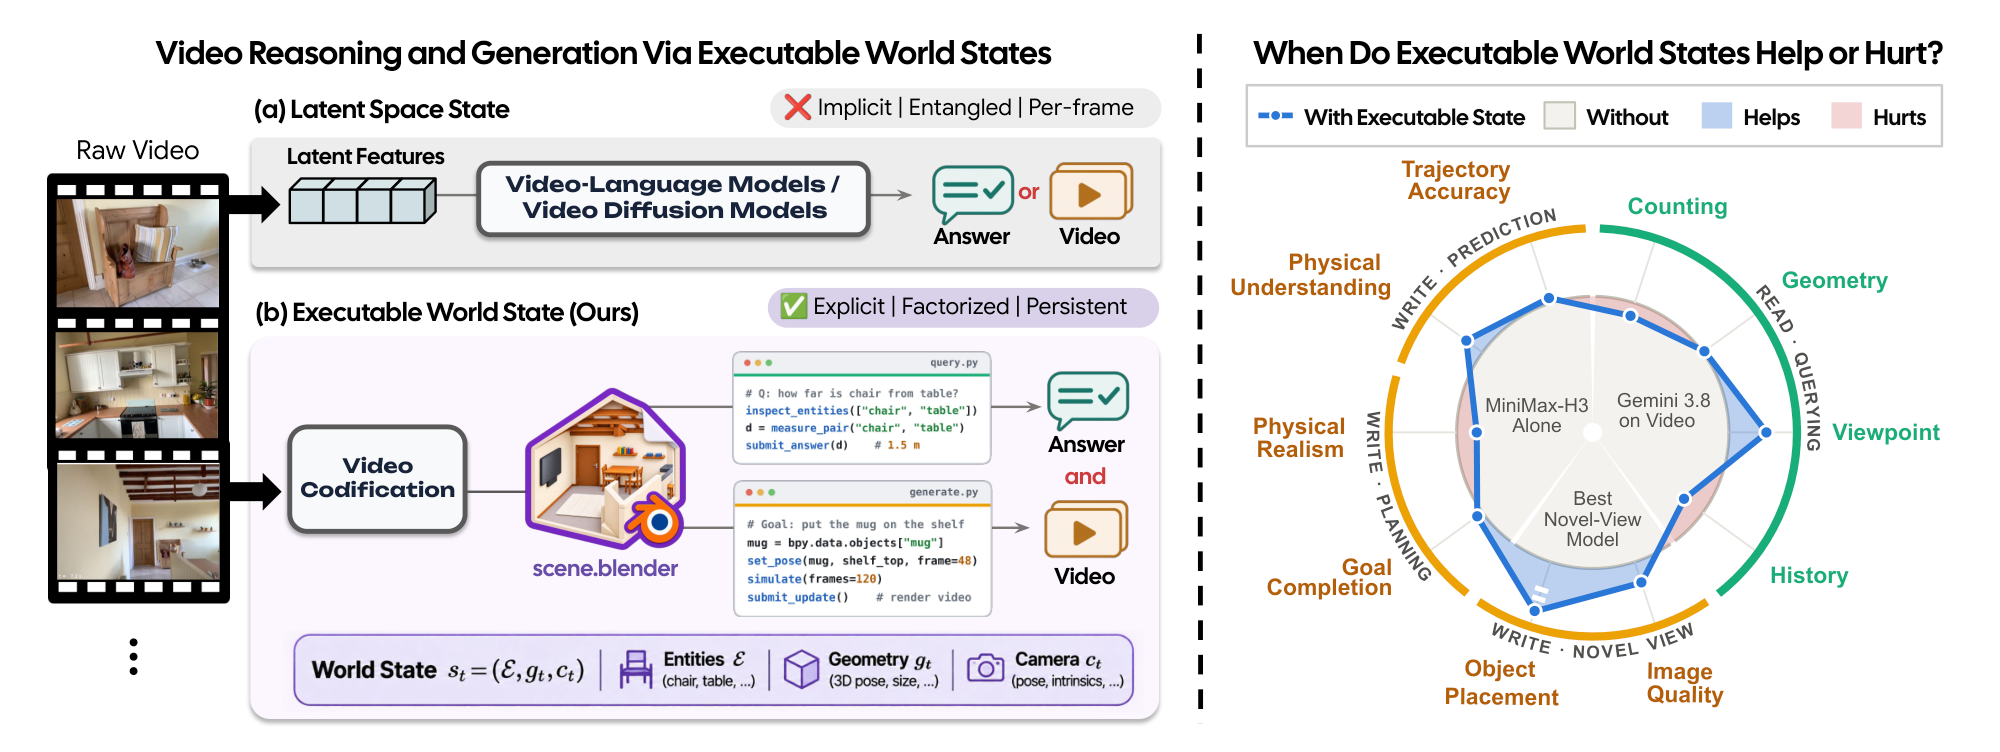 Video Reasoning and Generation Via Executable World States
(a) Latent Space State
❌ Implicit | Entangled | Per-frame
Raw Video
Latent Features
Video-Language Models /
Video Diffusion Models
or
Answer
Video
(b) Executable World State (Ours)
✅ Explicit | Factorized | Persistent
Video
Codification
scene.blender
query.py
# Q: how far is chair from table?
inspect_entities(["chair", "table"])
d = measure_pair("chair", "table")
submit_answer(d) # 1.5 m
Answer
and
generate.py
# Goal: put the mug on the shelf
mug = bpy.data.objects["mug"]
set_pose(mug, shelf_top, frame=48)
simulate(frames=120)
submit_update() # render video
Video
World State s_t = (ℰ, g_t, c_t)
Entities ℰ
(chair, table, ...)
Geometry g_t
(3D pose, size, ...)
Camera c_t
(pose, intrinsics, ...)
When Do Executable World States Help or Hurt?
With Executable State
Without
Helps
Hurts
Trajectory
Accuracy
Counting
Physical
Understanding
Geometry
WRITE · PREDICTION
READ · QUERYING
MiniMax-H3
Alone
Gemini 3.8
on Video
Physical
Realism
Viewpoint
WRITE · PLANNING
Best
Novel-View
Model
Goal
Completion
History
WRITE · NOVEL VIEW
Object
Placement
Image
Quality